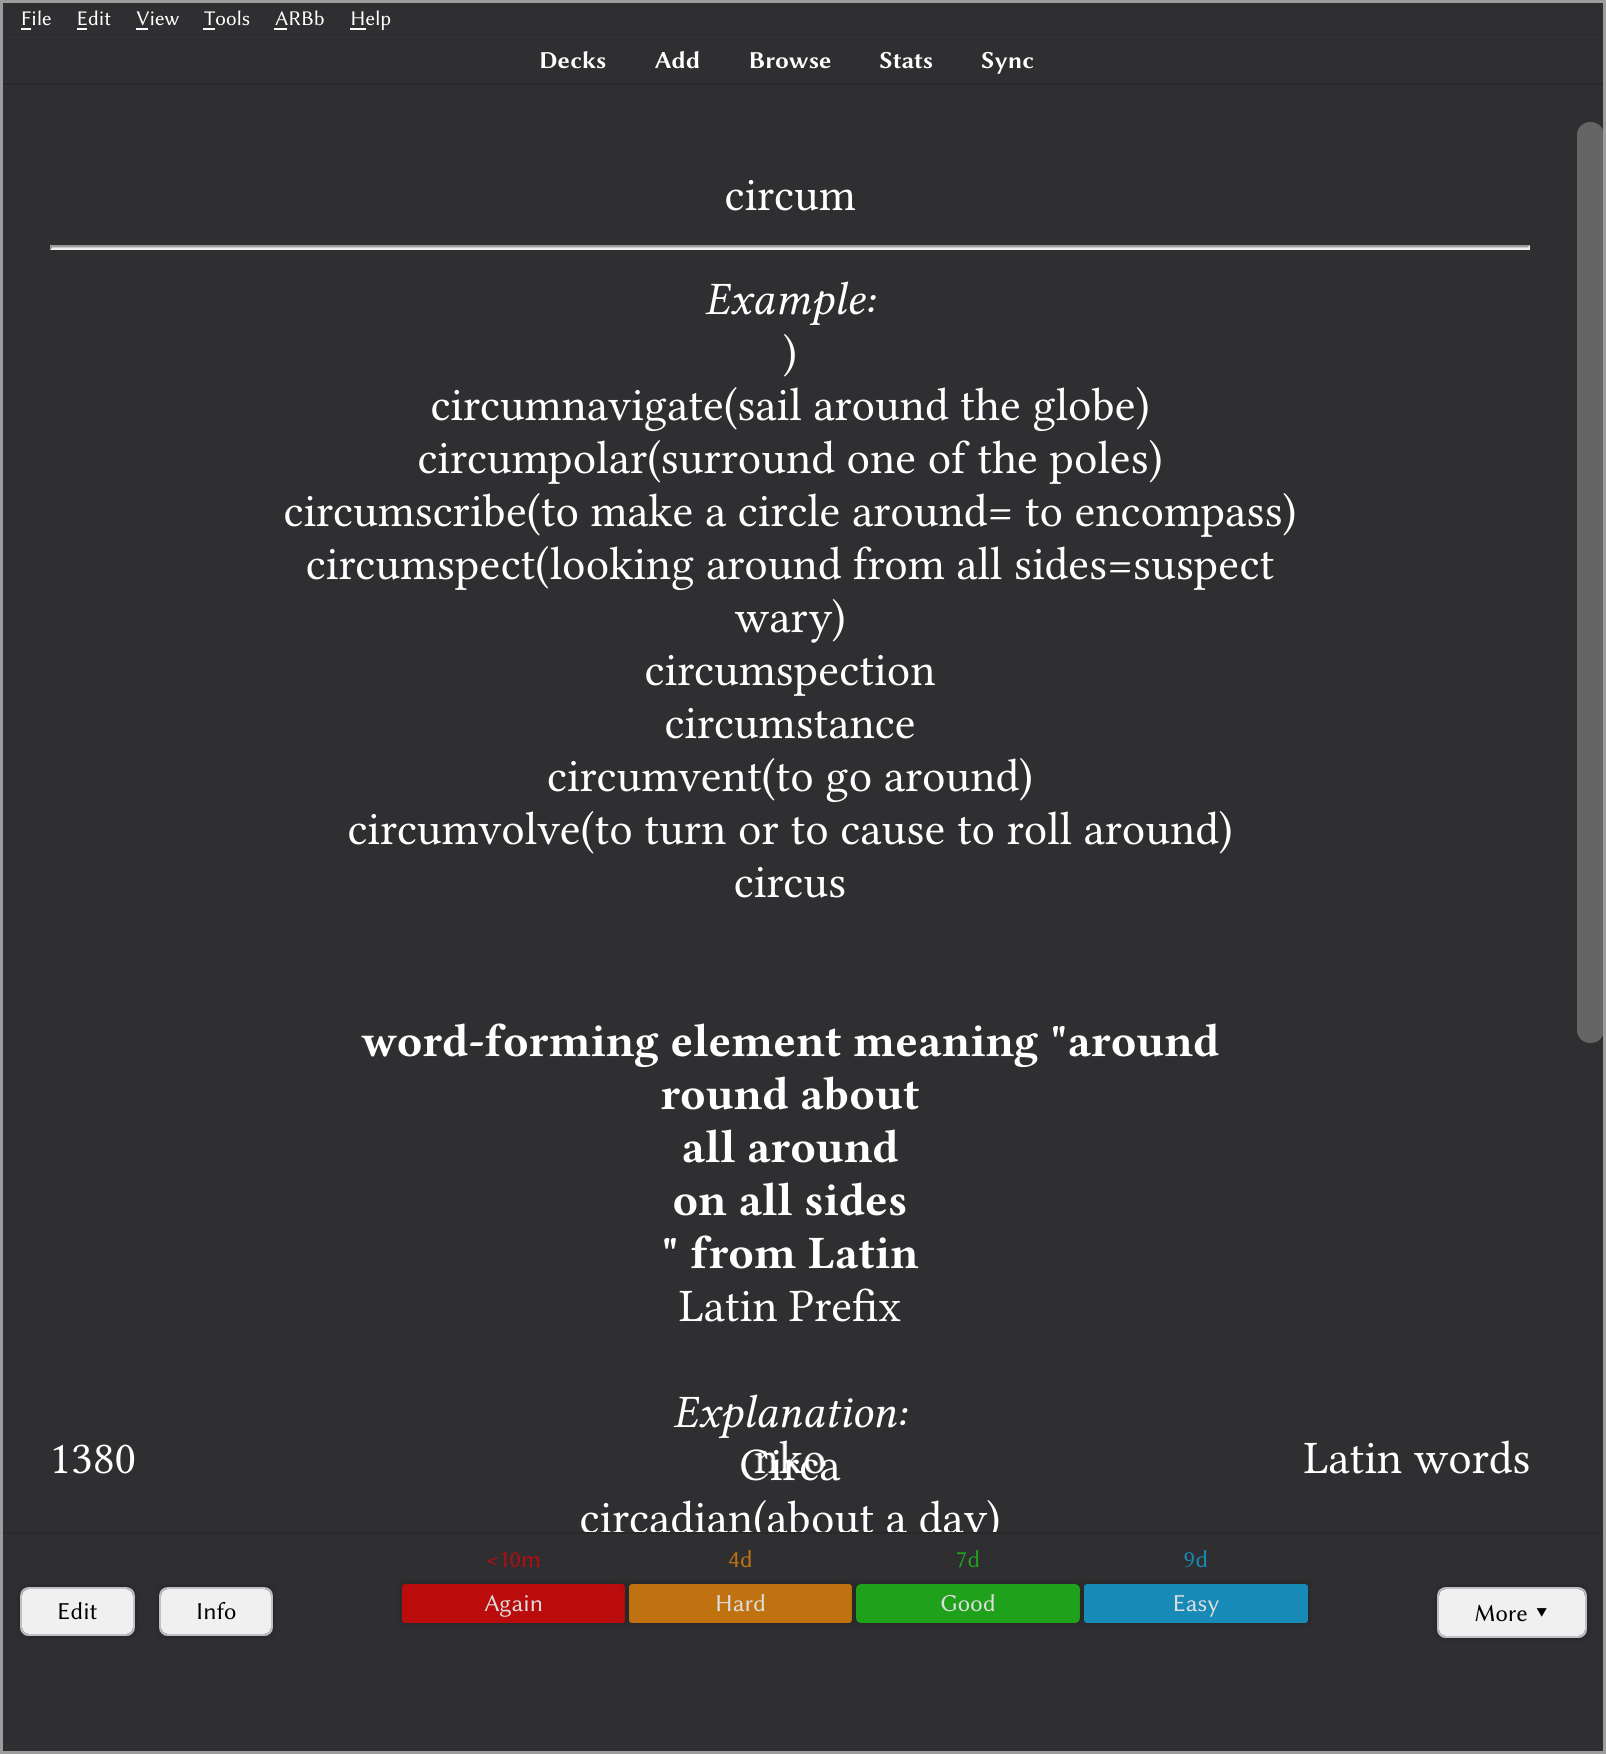 File Edit View Tools ARBb Help
Decks Add Browse Stats Sync
circum
Example:
)
circumnavigate(sail around the globe)
circumpolar(surround one of the poles)
circumscribe(to make a circle around= to encompass)
circumspect(looking around from all sides=suspect
wary)
circumspection
circumstance
circumvent(to go around)
circumvolve(to turn or to cause to roll around)
circus
word-forming element meaning "around
round about
all around
on all sides
" from Latin
Latin Prefix
Explanation:
1380 Latin words
Circa
circadian(about a day)
<10m 4d 7d 9d
Edit Info Again Hard Good Easy More ▼